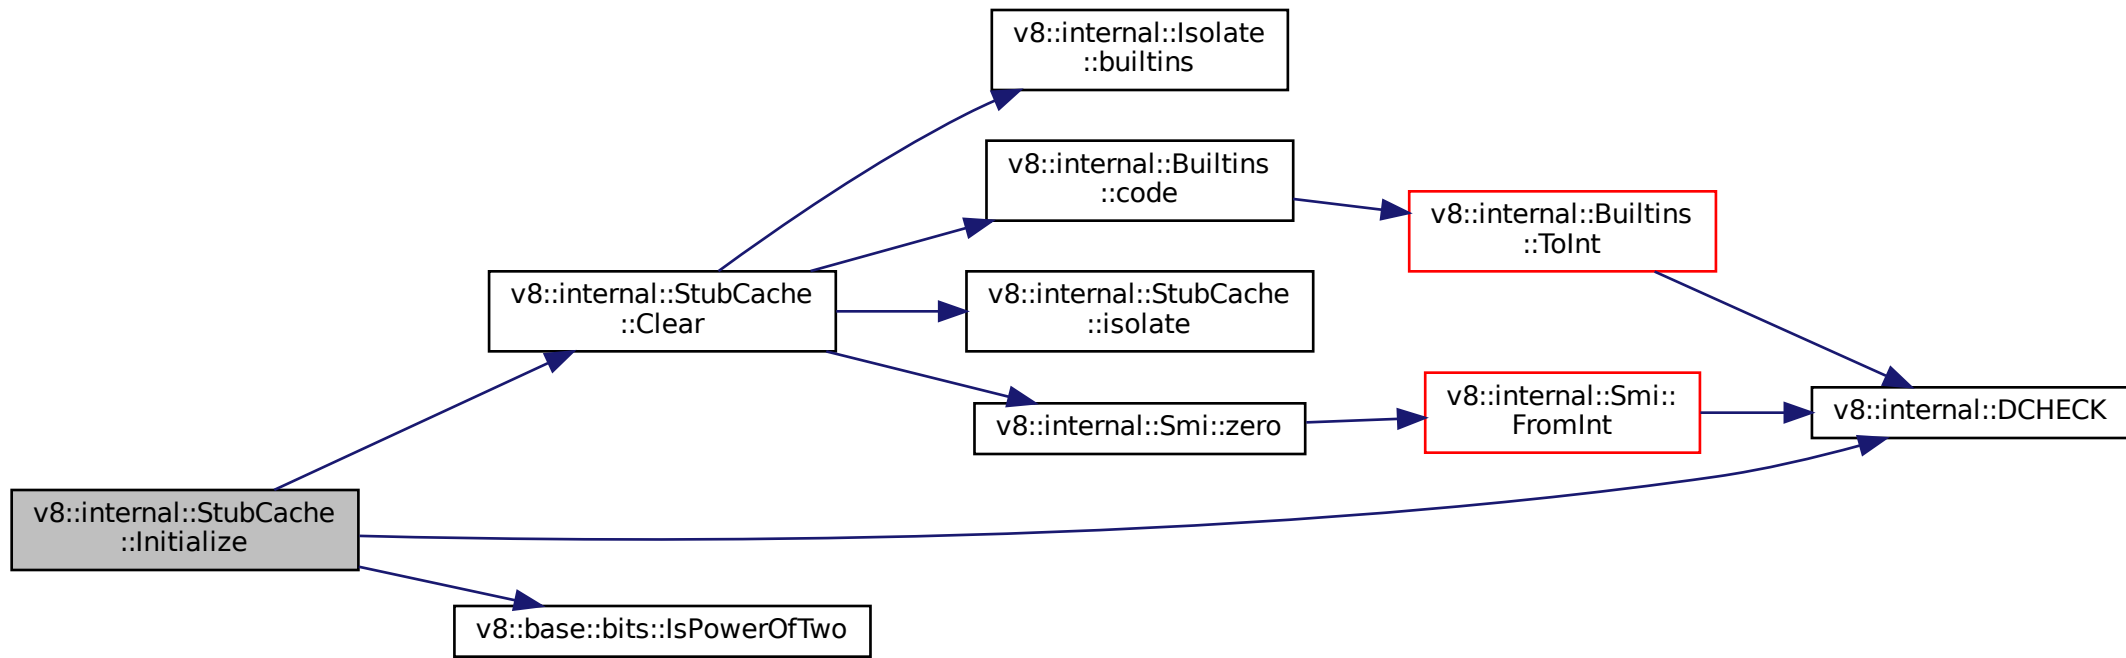 v8::internal::Isolate
::builtins
v8::internal::Builtins
::code
v8::internal::Builtins
::ToInt
v8::internal::StubCache
::Clear
v8::internal::StubCache
::isolate
v8::internal::Smi::zero
v8::internal::Smi::
FromInt
v8::internal::DCHECK
v8::internal::StubCache
::Initialize
v8::base::bits::IsPowerOfTwo